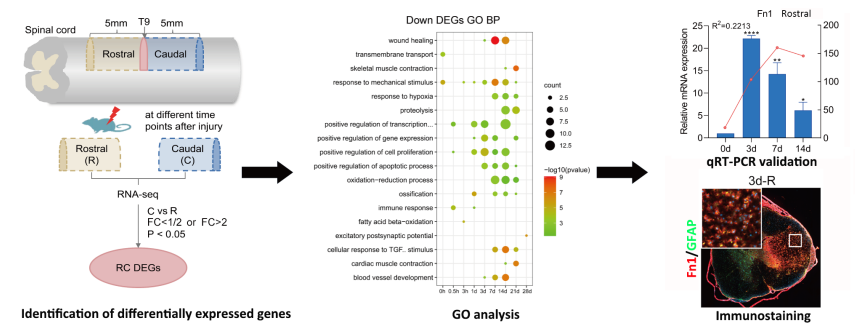 5mm T9 5mm
Spinal cord
Rostral
Caudal
at different time
points after injury
Rostral
(R)
Caudal
(C)
RNA-seq
C vs R
FC<1/2 or FC>2
P < 0.05
RC DEGs
Identification of differentially expressed genes
Down DEGs GO BP
wound healing
transmembrane transport
skeletal muscle contraction
response to mechanical stimulus
response to hypoxia
proteolysis
positive regulation of transcription...
positive regulation of gene expression
positive regulation of cell proliferation
positive regulation of apoptotic process
oxidation-reduction process
ossification
immune response
fatty acid beta-oxidation
excitatory postsynaptic potential
cellular response to TGF.. stimulus
cardiac muscle contraction
blood vessel development
0h 0.5h 3h 1d 3d 7d 14d 21d 28d
count
2.5
5.0
7.5
10.0
12.5
−log10(pvalue)
9
7
5
3
GO analysis
Fn1 Rostral
R²=0.2213
Relative mRNA expression
25
20
15
10
5
0
200
150
100
50
0
****
**
*
0d 3d 7d 14d
qRT-PCR validation
3d-R
Fn1/GFAP
Immunostaining